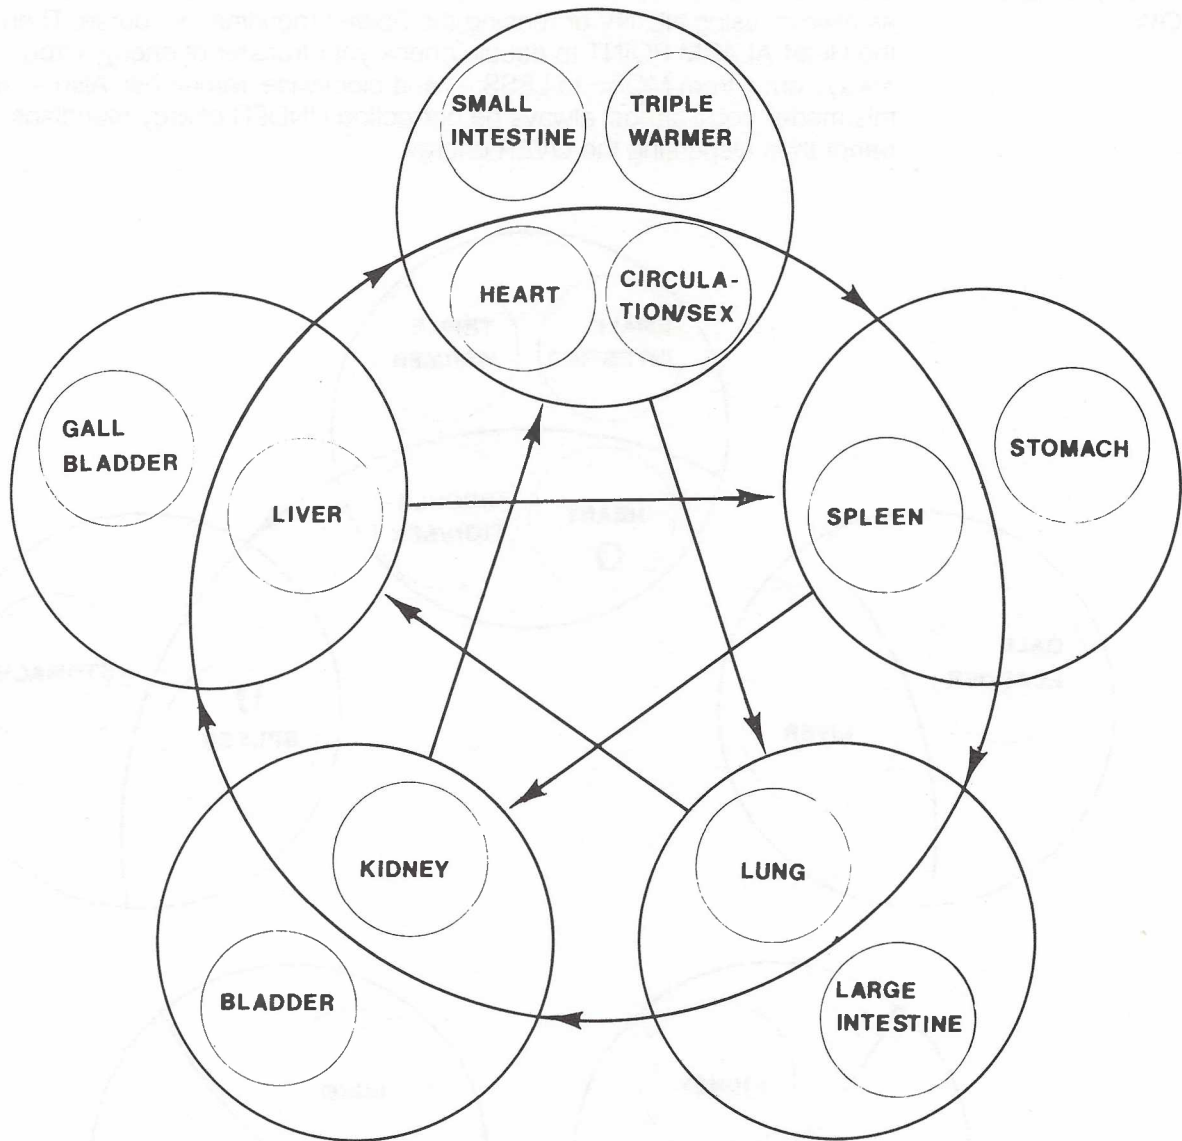 SMALL
INTESTINE
TRIPLE
WARMER
HEART
CIRCULA-
TION/SEX
GALL
BLADDER
LIVER
SPLEEN
STOMACH
KIDNEY
BLADDER
LUNG
LARGE
INTESTINE